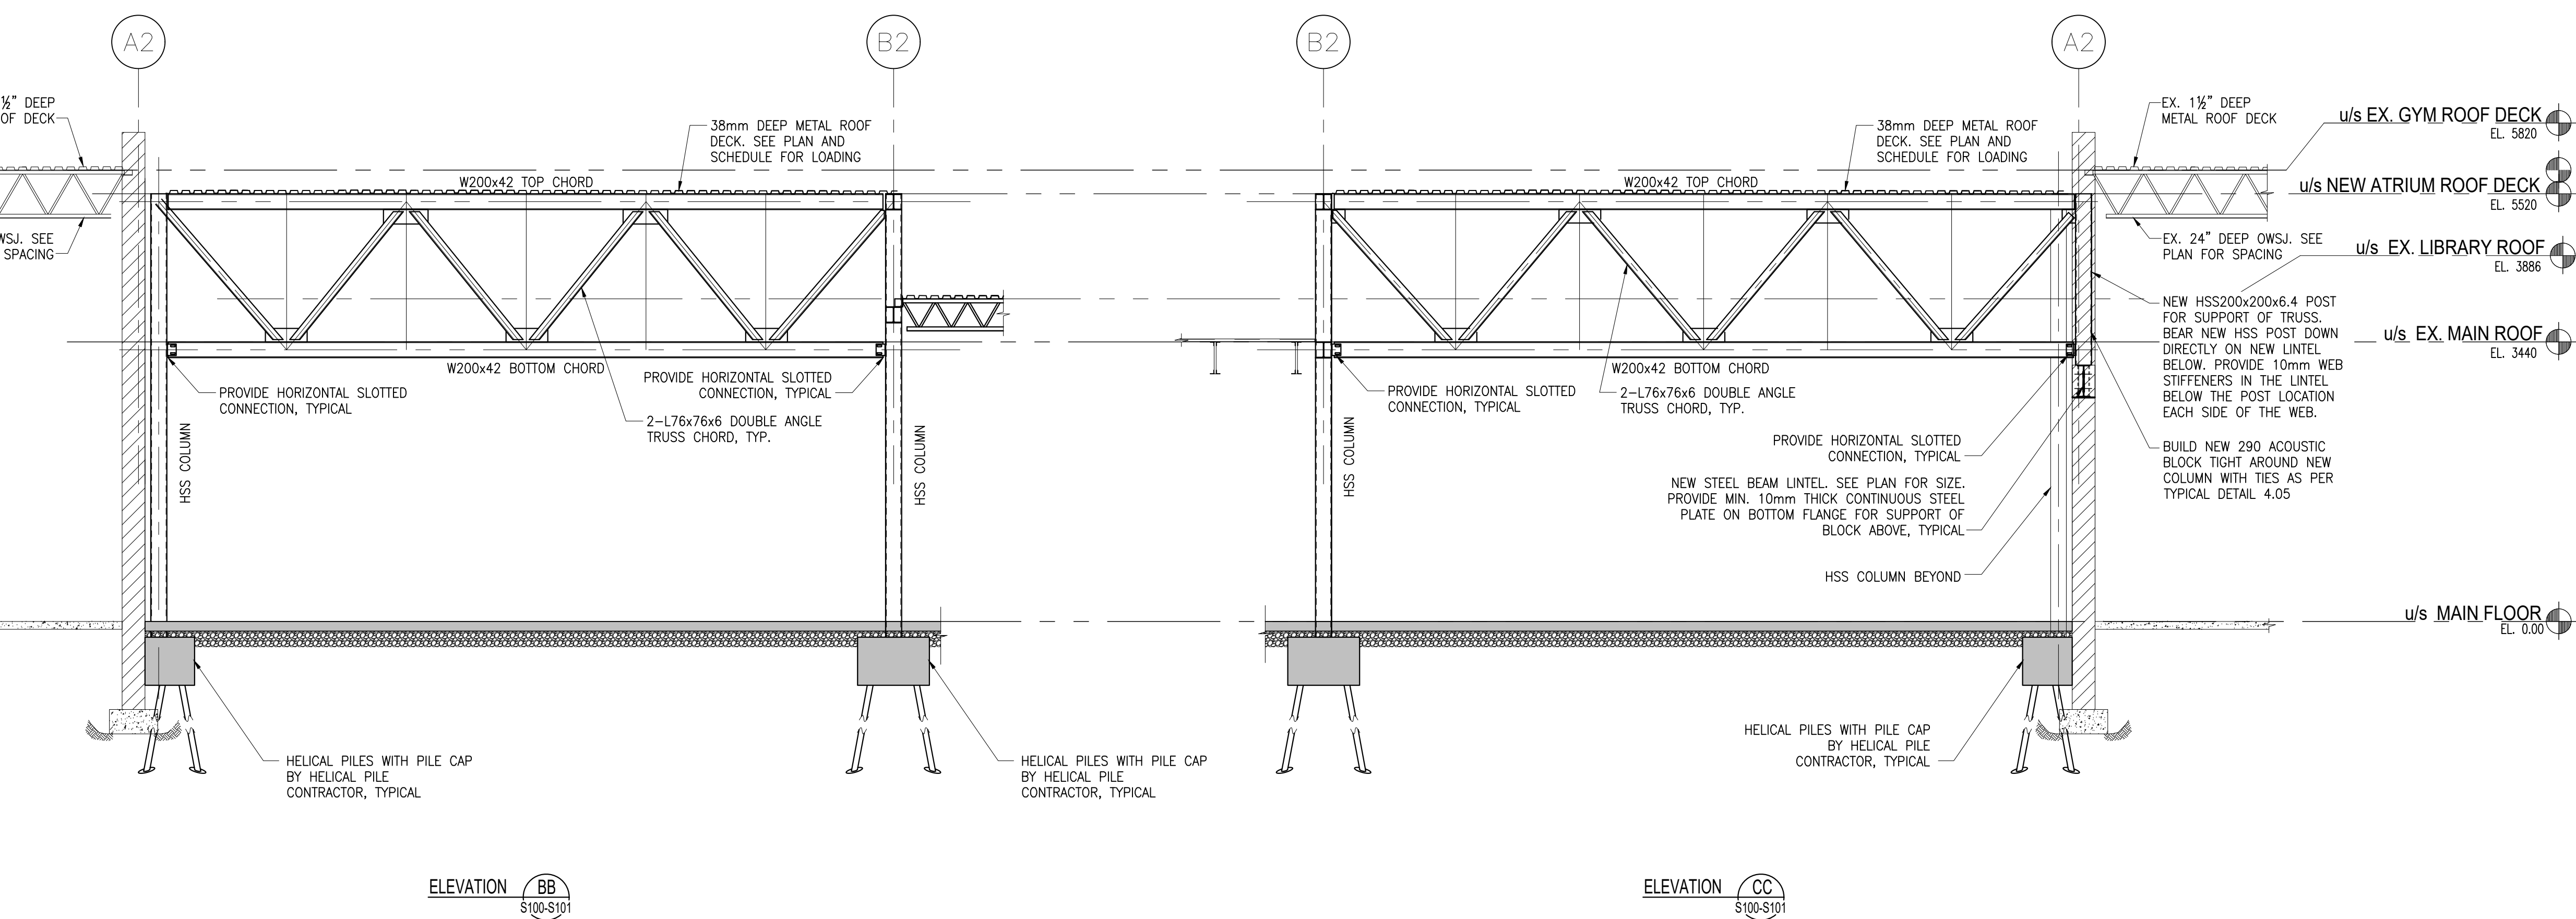 A2
B2
B2
A2
1½" DEEP
OF DECK
WSJ. SEE
SPACING
38mm DEEP METAL ROOF
DECK. SEE PLAN AND
SCHEDULE FOR LOADING
W200x42 TOP CHORD
W200x42 BOTTOM CHORD
PROVIDE HORIZONTAL SLOTTED
CONNECTION, TYPICAL
PROVIDE HORIZONTAL SLOTTED
CONNECTION, TYPICAL
2-L76x76x6 DOUBLE ANGLE
TRUSS CHORD, TYP.
HSS COLUMN
HSS COLUMN
HELICAL PILES WITH PILE CAP
BY HELICAL PILE
CONTRACTOR, TYPICAL
HELICAL PILES WITH PILE CAP
BY HELICAL PILE
CONTRACTOR, TYPICAL
ELEVATION BB
S100-S101
38mm DEEP METAL ROOF
DECK. SEE PLAN AND
SCHEDULE FOR LOADING
W200x42 TOP CHORD
W200x42 BOTTOM CHORD
PROVIDE HORIZONTAL SLOTTED
CONNECTION, TYPICAL
2-L76x76x6 DOUBLE ANGLE
TRUSS CHORD, TYP.
HSS COLUMN
PROVIDE HORIZONTAL SLOTTED
CONNECTION, TYPICAL
NEW STEEL BEAM LINTEL. SEE PLAN FOR SIZE.
PROVIDE MIN. 10mm THICK CONTINUOUS STEEL
PLATE ON BOTTOM FLANGE FOR SUPPORT OF
BLOCK ABOVE, TYPICAL
HSS COLUMN BEYOND
HELICAL PILES WITH PILE CAP
BY HELICAL PILE
CONTRACTOR, TYPICAL
EX. 1½" DEEP
METAL ROOF DECK
EX. 24" DEEP OWSJ. SEE
PLAN FOR SPACING
NEW HSS200x200x6.4 POST
FOR SUPPORT OF TRUSS.
BEAR NEW HSS POST DOWN
DIRECTLY ON NEW LINTEL
BELOW. PROVIDE 10mm WEB
STIFFENERS IN THE LINTEL
BELOW THE POST LOCATION
EACH SIDE OF THE WEB.
BUILD NEW 290 ACOUSTIC
BLOCK TIGHT AROUND NEW
COLUMN WITH TIES AS PER
TYPICAL DETAIL 4.05
u/s EX. GYM ROOF DECK
EL. 5820
u/s NEW ATRIUM ROOF DECK
EL. 5520
u/s EX. LIBRARY ROOF
EL. 3886
u/s EX. MAIN ROOF
EL. 3440
u/s MAIN FLOOR
EL. 0.00
ELEVATION CC
S100-S101